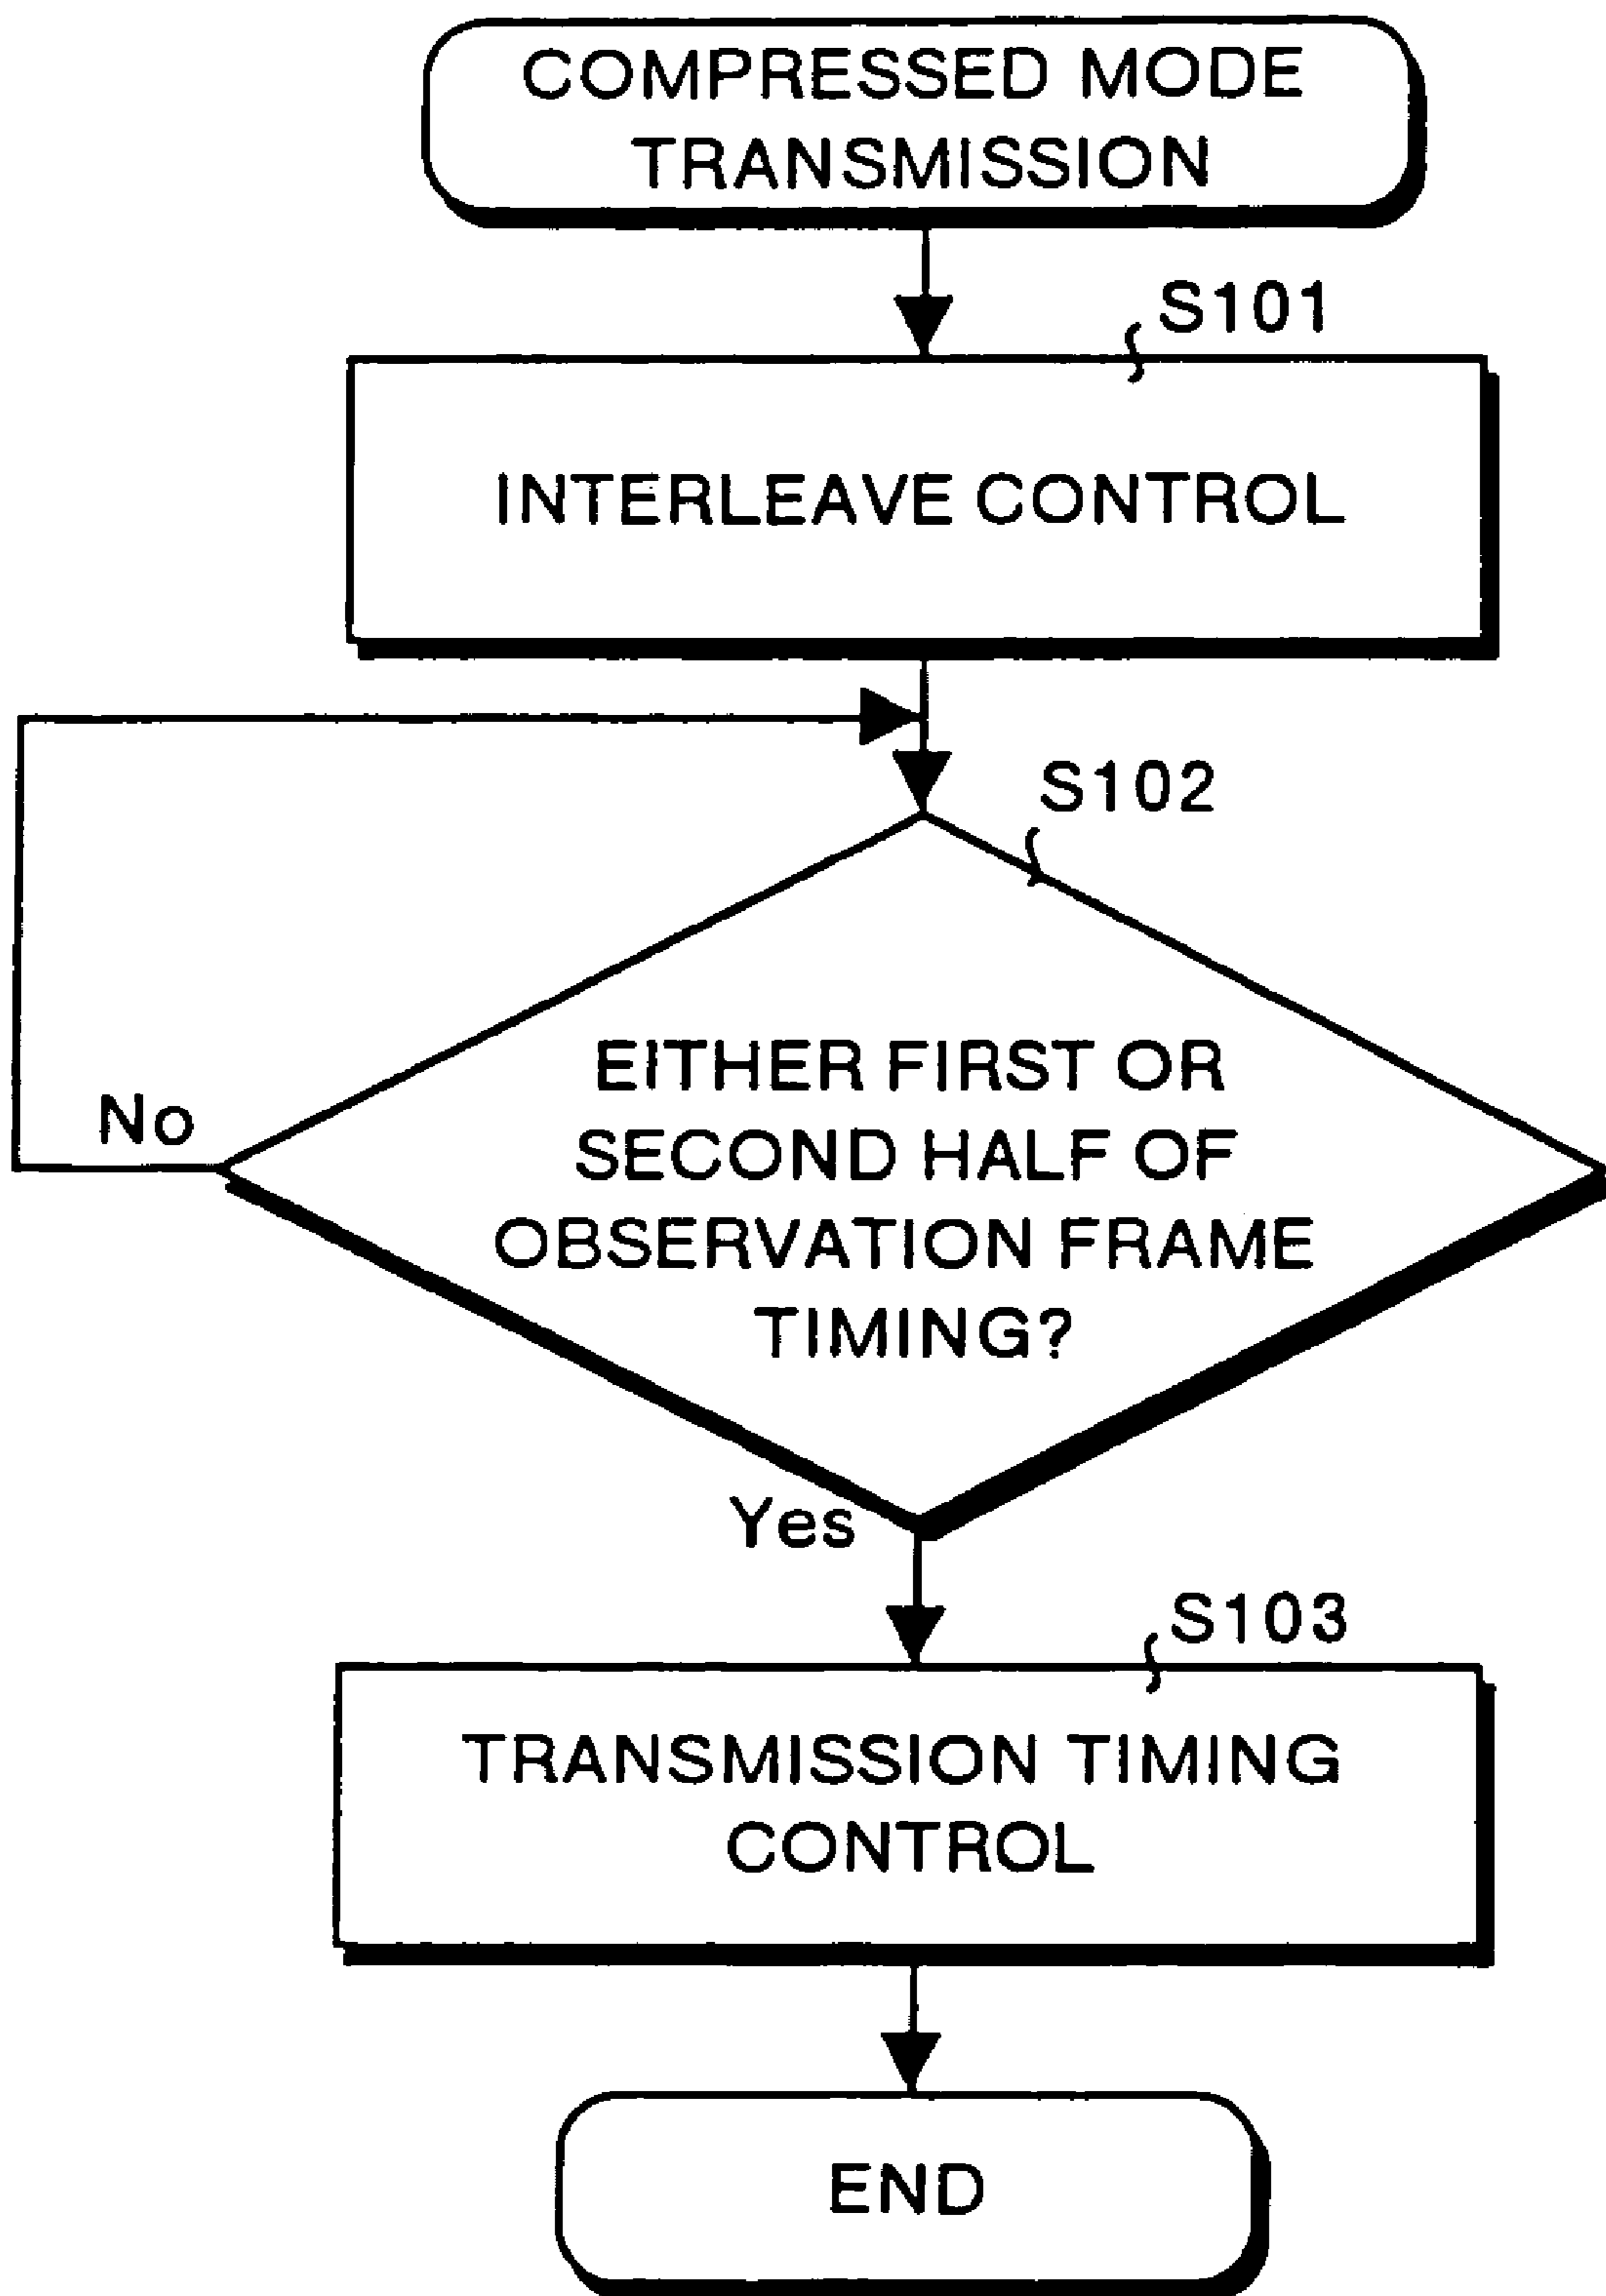 COMPRESSED MODE
TRANSMISSION
S101
INTERLEAVE CONTROL
S102
EITHER FIRST OR
SECOND HALF OF
OBSERVATION FRAME
TIMING?
No
Yes
S103
TRANSMISSION TIMING
CONTROL
END